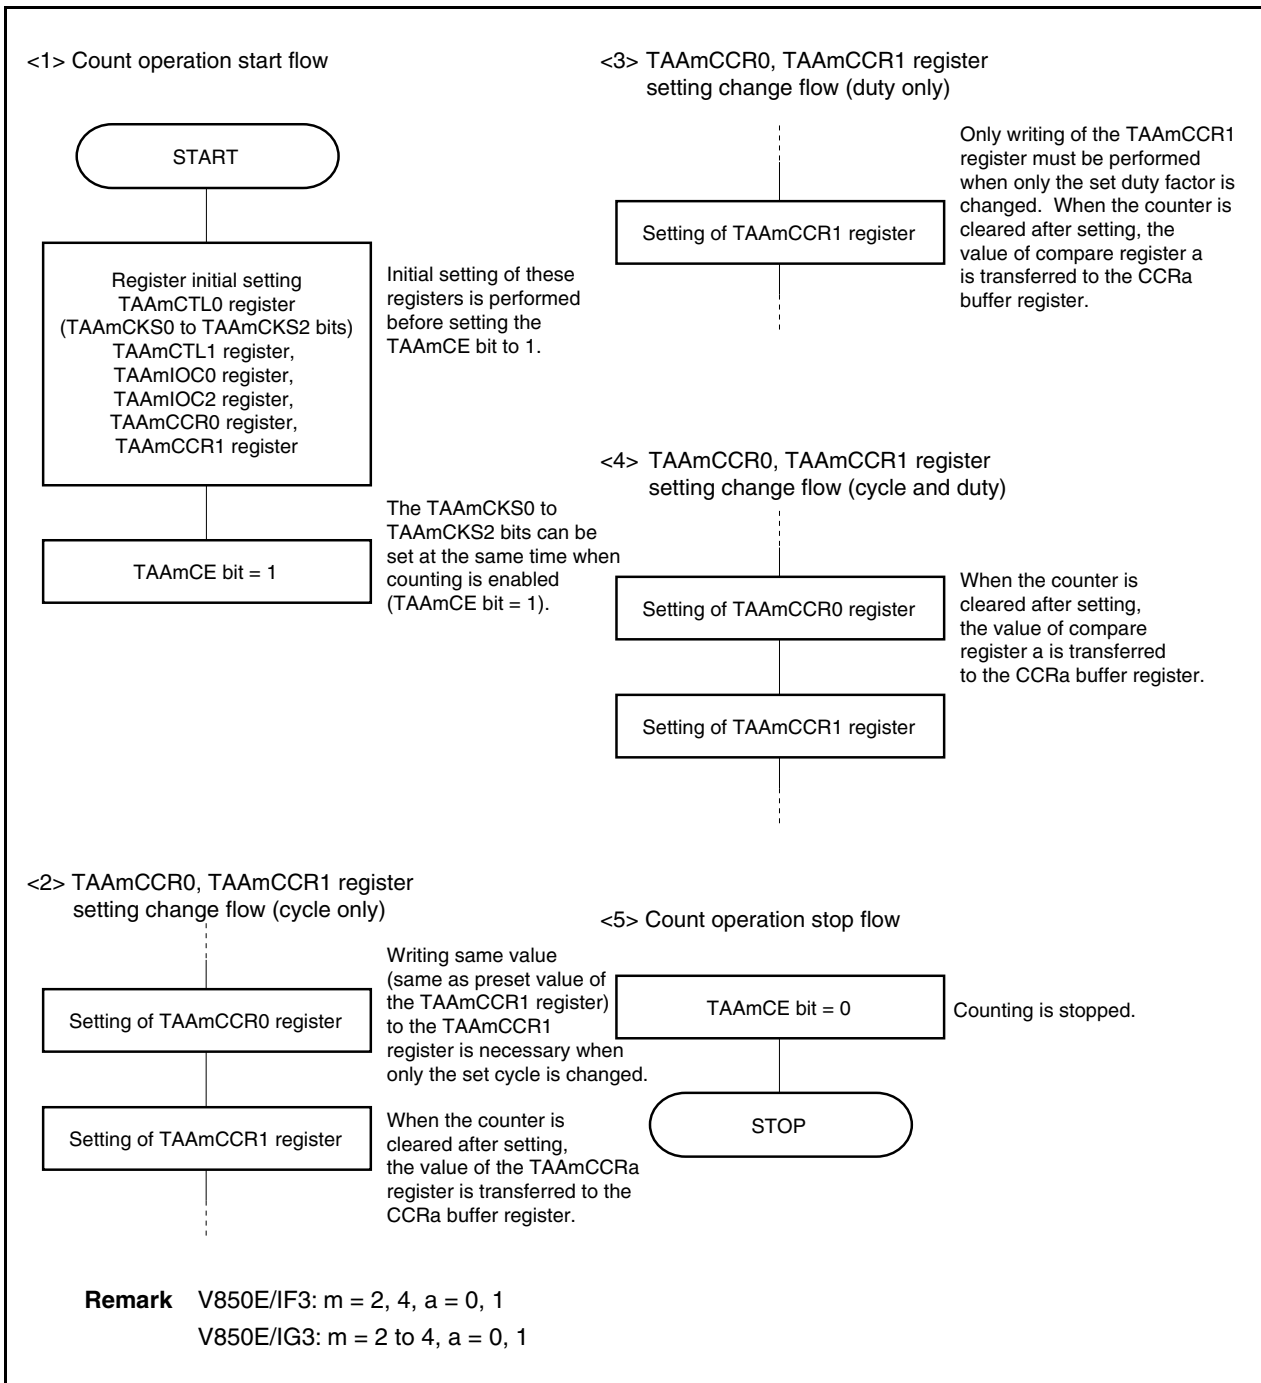 <1> Count operation start flow
START
Register initial setting
TAAmCTL0 register
(TAAmCKS0 to TAAmCKS2 bits)
TAAmCTL1 register,
TAAmIOC0 register,
TAAmIOC2 register,
TAAmCCR0 register,
TAAmCCR1 register
Initial setting of these
registers is performed
before setting the
TAAmCE bit to 1.
TAAmCE bit = 1
The TAAmCKS0 to
TAAmCKS2 bits can be
set at the same time when
counting is enabled
(TAAmCE bit = 1).
<2> TAAmCCR0, TAAmCCR1 register
setting change flow (cycle only)
Setting of TAAmCCR0 register
Writing same value
(same as preset value of
the TAAmCCR1 register)
to the TAAmCCR1
register is necessary when
only the set cycle is changed.
Setting of TAAmCCR1 register
When the counter is
cleared after setting,
the value of the TAAmCCRa
register is transferred to the
CCRa buffer register.
<3> TAAmCCR0, TAAmCCR1 register
setting change flow (duty only)
Setting of TAAmCCR1 register
Only writing of the TAAmCCR1
register must be performed
when only the set duty factor is
changed. When the counter is
cleared after setting, the
value of compare register a
is transferred to the CCRa
buffer register.
<4> TAAmCCR0, TAAmCCR1 register
setting change flow (cycle and duty)
Setting of TAAmCCR0 register
When the counter is
cleared after setting,
the value of compare
register a is transferred
to the CCRa buffer register.
Setting of TAAmCCR1 register
<5> Count operation stop flow
TAAmCE bit = 0
Counting is stopped.
STOP
Remark V850E/IF3: m = 2, 4, a = 0, 1
V850E/IG3: m = 2 to 4, a = 0, 1